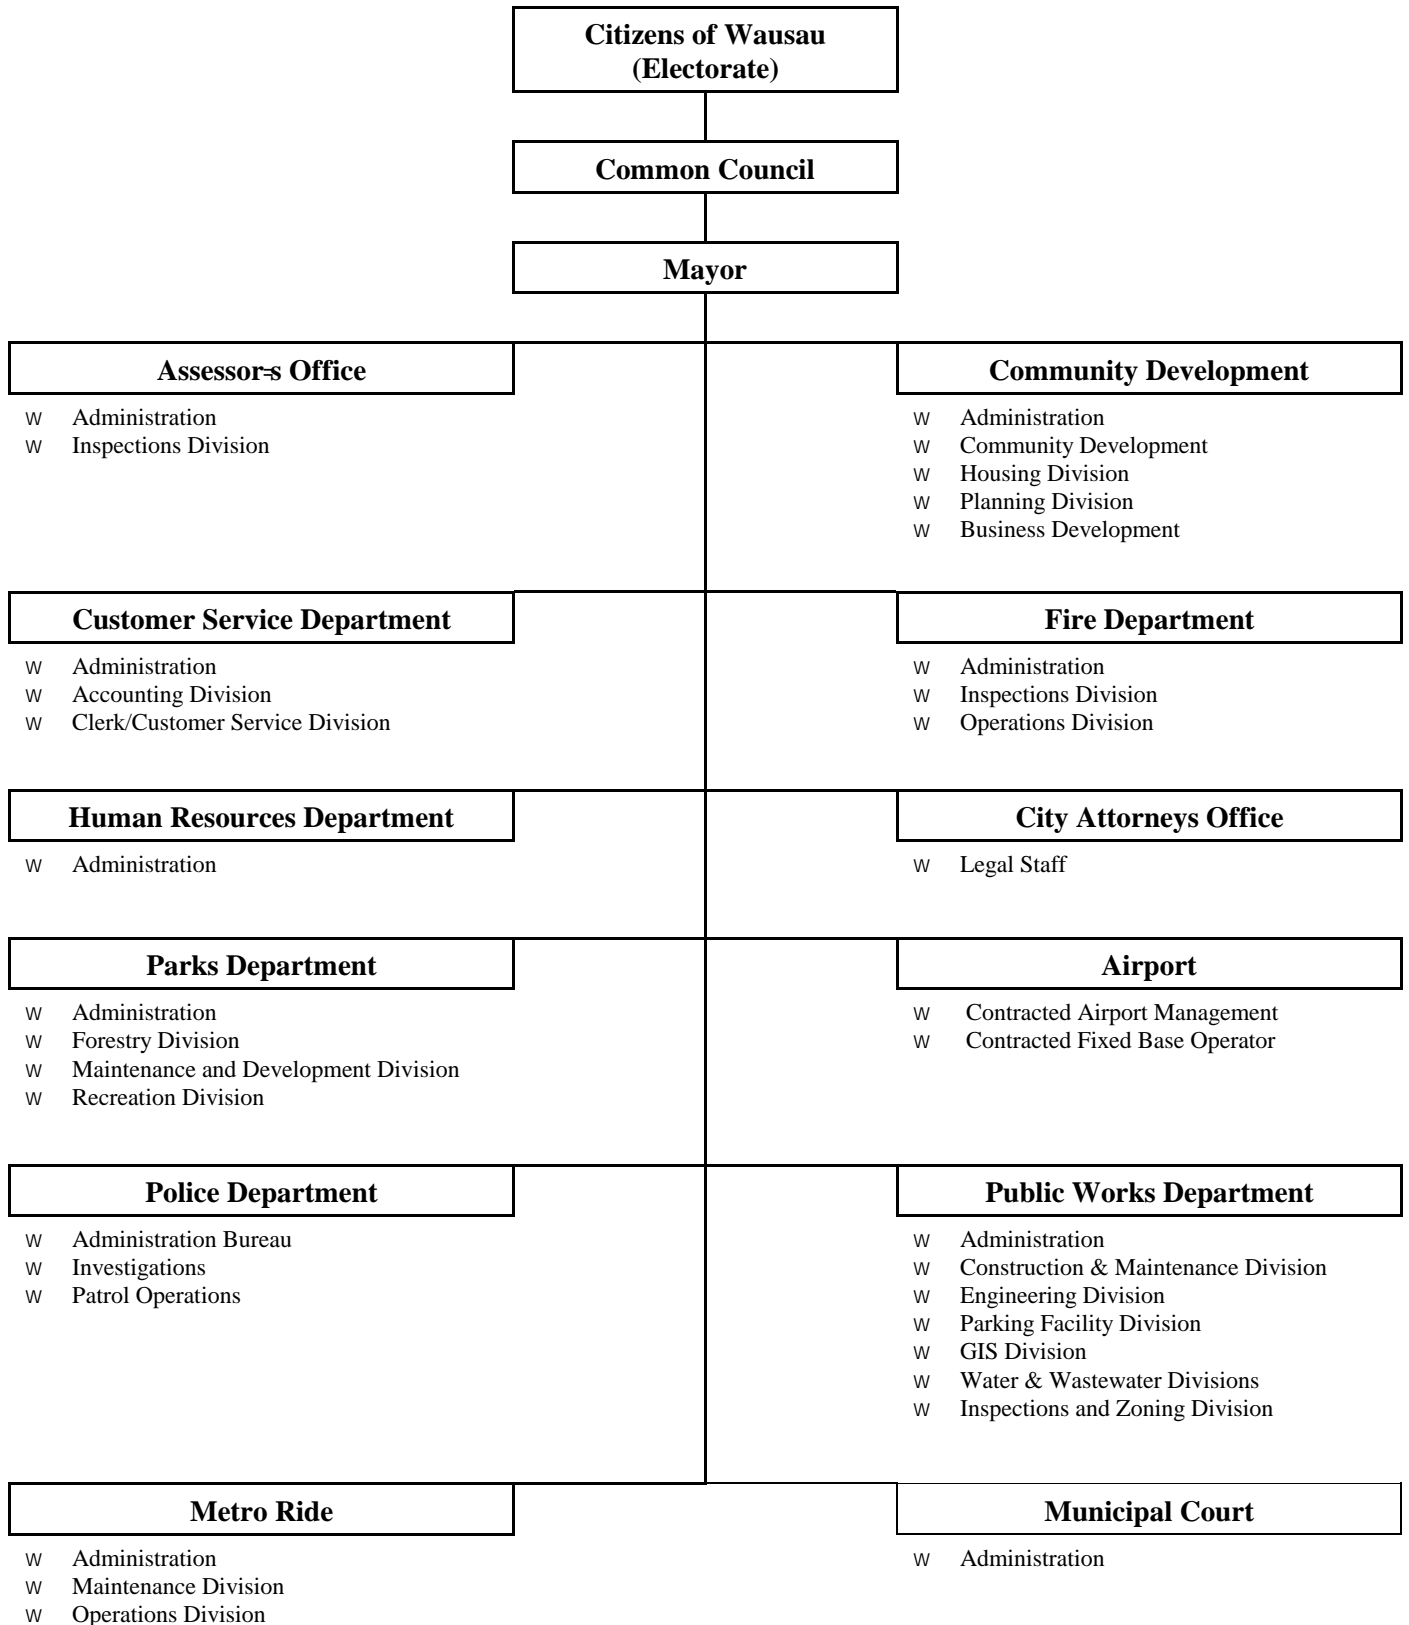 Citizens of Wausau
(Electorate)
Common Council
Mayor
Assessor=s Office
W Administration
W Inspections Division
Community Development
W Administration
W Community Development
W Housing Division
W Planning Division
W Business Development
Customer Service Department
W Administration
W Accounting Division
W Clerk/Customer Service Division
Fire Department
W Administration
W Inspections Division
W Operations Division
Human Resources Department
W Administration
City Attorneys Office
W Legal Staff
Parks Department
W Administration
W Forestry Division
W Maintenance and Development Division
W Recreation Division
Airport
W Contracted Airport Management
W Contracted Fixed Base Operator
Police Department
W Administration Bureau
W Investigations
W Patrol Operations
Public Works Department
W Administration
W Construction & Maintenance Division
W Engineering Division
W Parking Facility Division
W GIS Division
W Water & Wastewater Divisions
W Inspections and Zoning Division
Metro Ride
W Administration
W Maintenance Division
W Operations Division
Municipal Court
W Administration